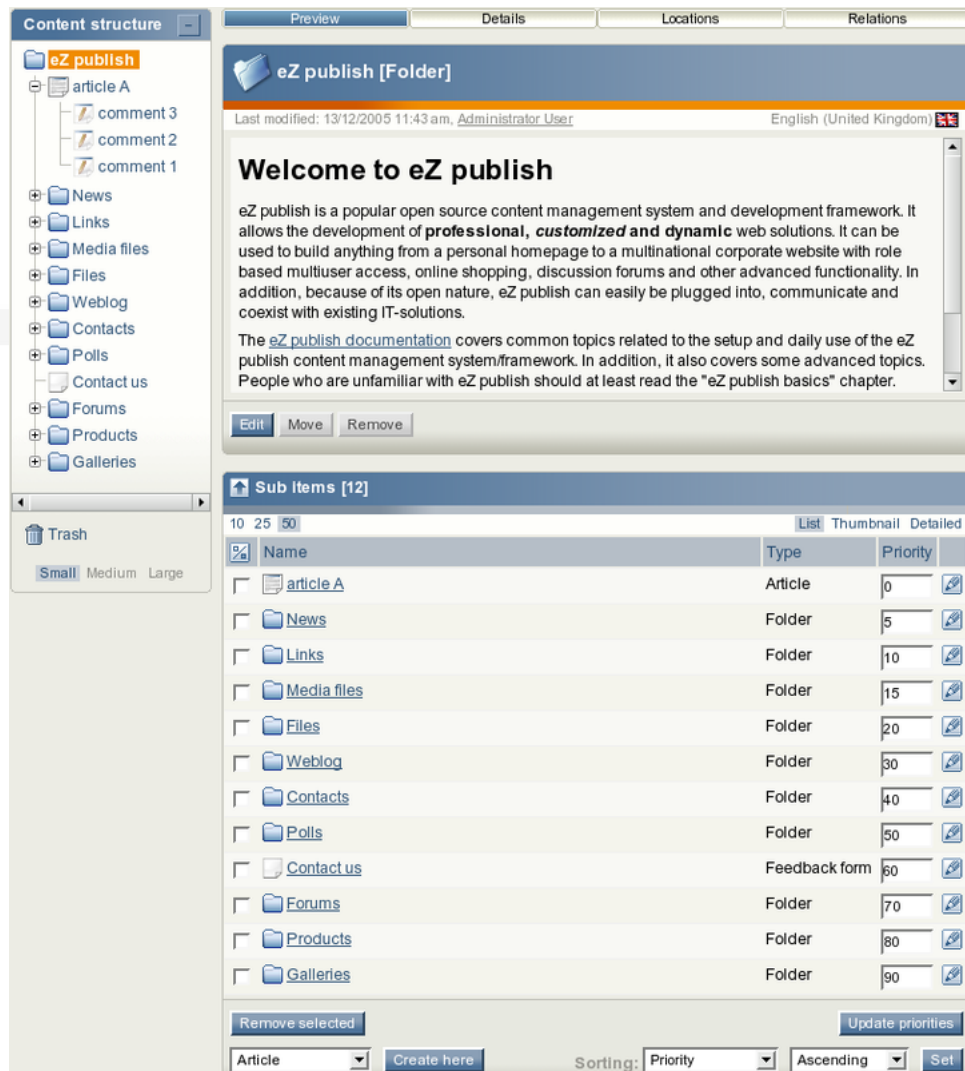 Content structure -
eZ publish
article A
comment 3
comment 2
comment 1
News
Links
Media files
Files
Weblog
Contacts
Polls
Contact us
Forums
Products
Galleries
Trash
Small Medium Large
Preview Details Locations Relations
eZ publish [Folder]
Last modified: 13/12/2005 11:43 am, Administrator User English (United Kingdom)
Welcome to eZ publish
eZ publish is a popular open source content management system and development framework. It
allows the development of professional, customized and dynamic web solutions. It can be
used to build anything from a personal homepage to a multinational corporate website with role
based multiuser access, online shopping, discussion forums and other advanced functionality. In
addition, because of its open nature, eZ publish can easily be plugged into, communicate and
coexist with existing IT-solutions.
The eZ publish documentation covers common topics related to the setup and daily use of the eZ
publish content management system/framework. In addition, it also covers some advanced topics.
People who are unfamiliar with eZ publish should at least read the "eZ publish basics" chapter.
Edit Move Remove
Sub items [12]
10 25 50 List Thumbnail Detailed
Name Type Priority
article A Article 0
News Folder 5
Links Folder 10
Media files Folder 15
Files Folder 20
Weblog Folder 30
Contacts Folder 40
Polls Folder 50
Contact us Feedback form 60
Forums Folder 70
Products Folder 80
Galleries Folder 90
Remove selected Update priorities
Article Create here Sorting: Priority Ascending Set